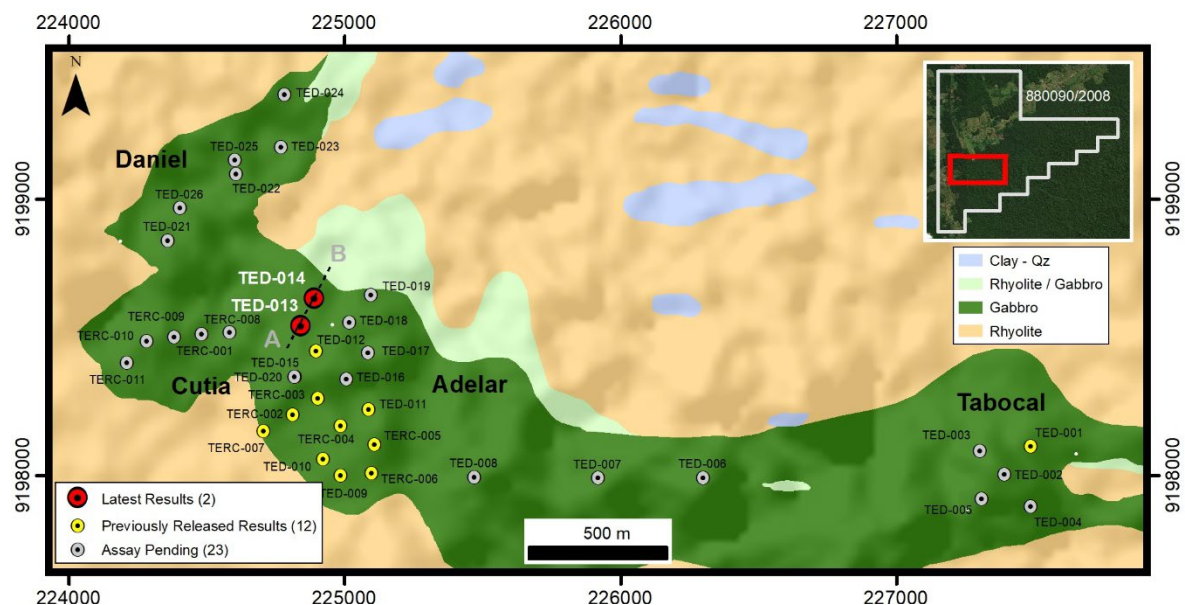 224000
225000
226000
227000
N
880090/2008
TED-024
Daniel
TED-025
TED-023
TED-022
9199000
9199000
TED-026
TED-021
B
TED-014
TED-019
TED-013
Clay - Qz
Rhyolite / Gabbro
Gabbro
Rhyolite
TERC-009
TERC-008
TED-018
TERC-010
TERC-001
A
TED-012
TED-017
TERC-011
TED-015
TED-020
TED-016
Cutia
Adelar
TERC-003
TED-011
Tabocal
TERC-002
TERC-004
TERC-005
TERC-007
TED-003
TED-001
TED-010
TED-008
TED-007
TED-006
TED-002
TERC-006
TED-009
9198000
9198000
TED-005
TED-004
Latest Results (2)
Previously Released Results (12)
Assay Pending (23)
500 m
224000
225000
226000
227000